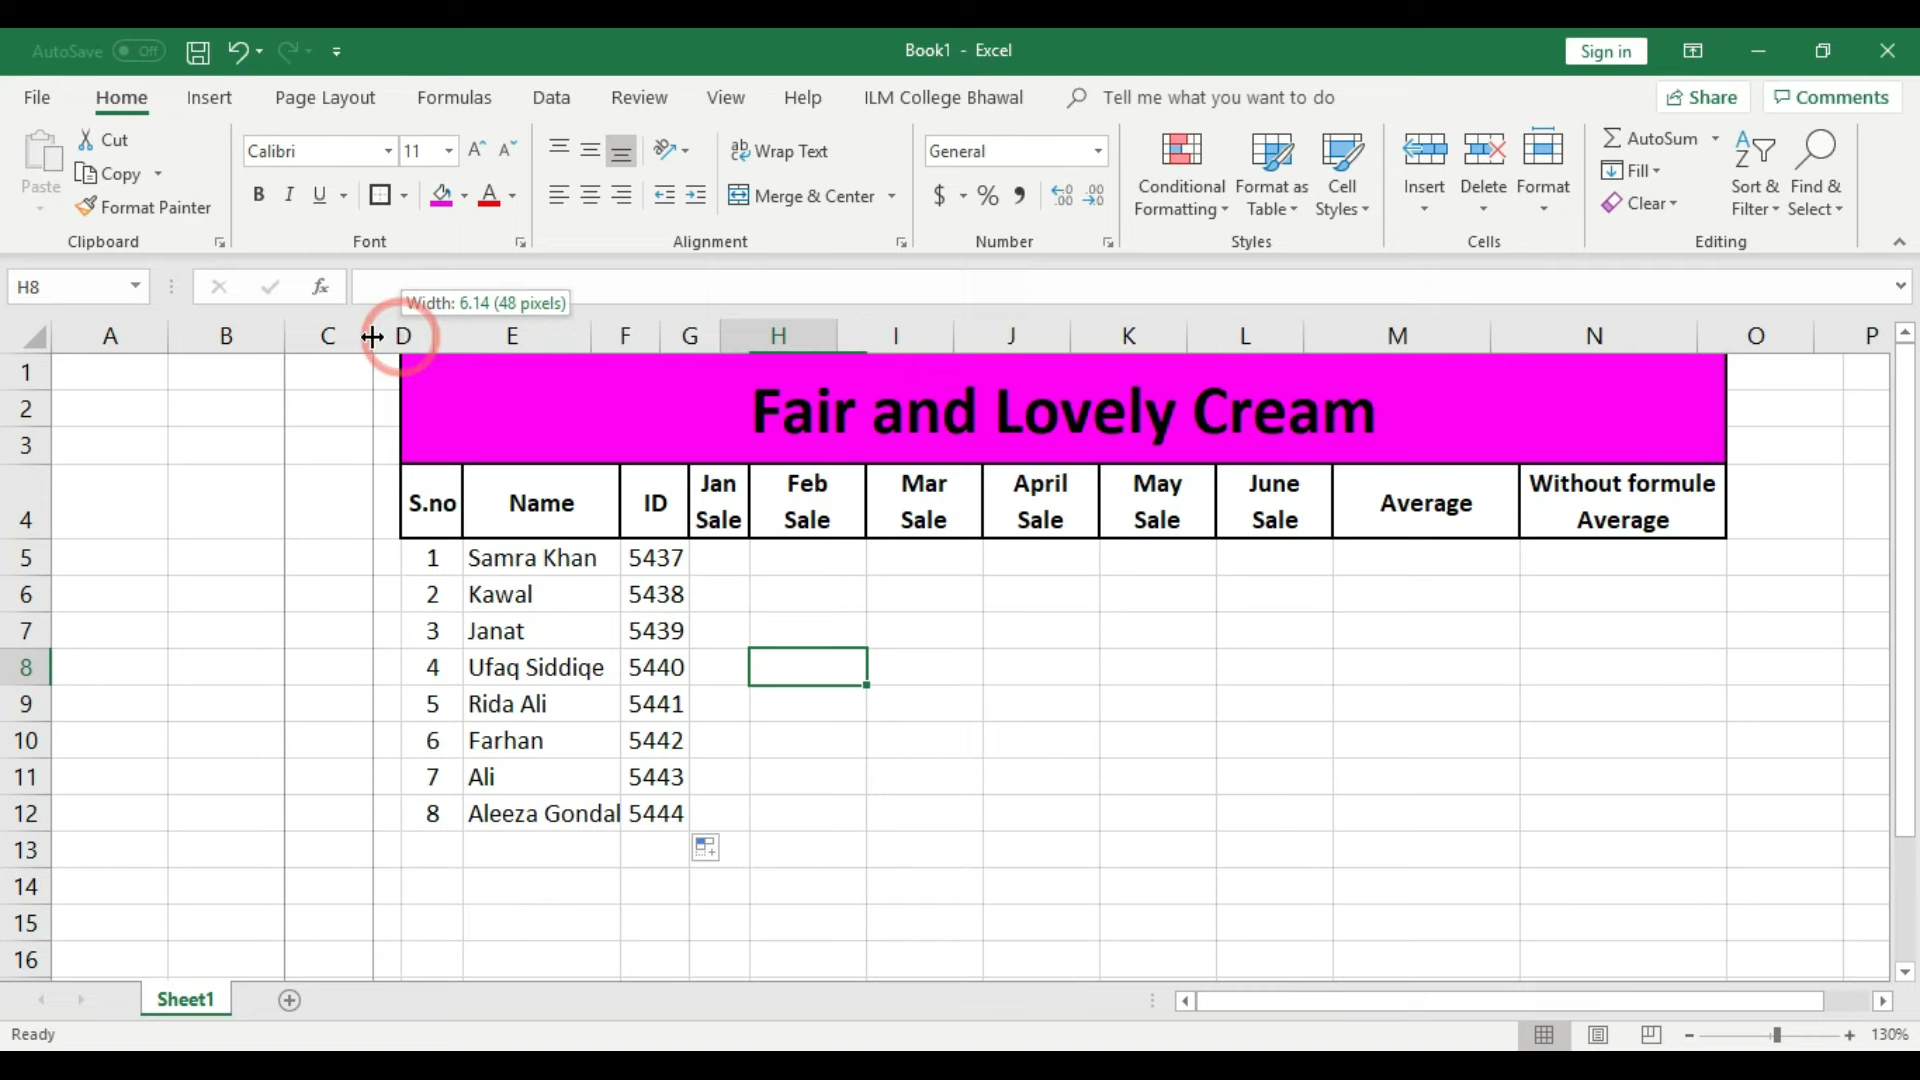 AutoSave Off
Book1 - Excel
Sign in
File Home Insert Page Layout Formulas Data Review View Help ILM College Bhawal Tell me what you want to do Share Comments
Paste
Cut
Copy
Format Painter
Clipboard
Calibri 11
B I U A
Font
Wrap Text
Merge & Center
Alignment
General
$ % ,
Number
Conditional Formatting
Format as Table
Cell Styles
Styles
Insert
Delete
Format
Cells
AutoSum
Fill
Clear
Sort & Filter
Find & Select
Editing
H8
fx
Width: 6.14 (48 pixels)
A B C D E F G H I J K L M N O P
1
2 Fair and Lovely Cream
3
4 S.no Name ID Jan Sale Feb Sale Mar Sale April Sale May Sale June Sale Average Without formule Average
5 1 Samra Khan 5437
6 2 Kawal 5438
7 3 Janat 5439
8 4 Ufaq Siddiqe 5440
9 5 Rida Ali 5441
10 6 Farhan 5442
11 7 Ali 5443
12 8 Aleeza Gondal 5444
13
14
15
16
Sheet1
Ready
130%